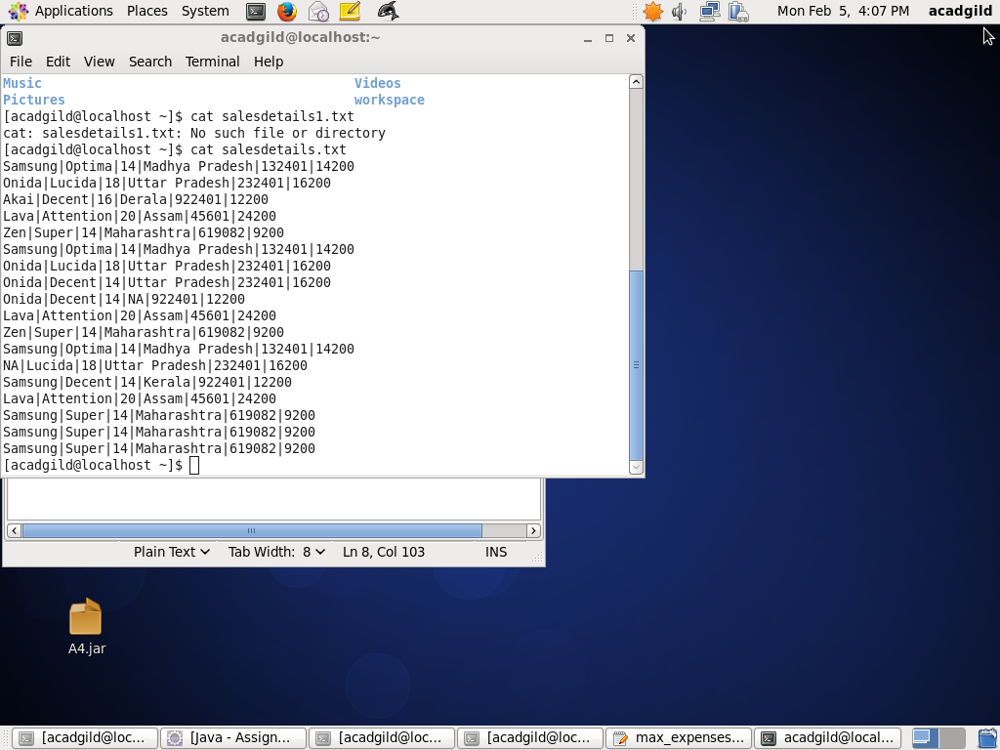 Applications Places System Mon Feb 5, 4:07 PM acadgild
acadgild@localhost:~
File Edit View Search Terminal Help
Music Videos
Pictures workspace
[acadgild@localhost ~]$ cat salesdetails1.txt
cat: salesdetails1.txt: No such file or directory
[acadgild@localhost ~]$ cat salesdetails.txt
Samsung|Optima|14|Madhya Pradesh|132401|14200
Onida|Lucida|18|Uttar Pradesh|232401|16200
Akai|Decent|16|Derala|922401|12200
Lava|Attention|20|Assam|45601|24200
Zen|Super|14|Maharashtra|619082|9200
Samsung|Optima|14|Madhya Pradesh|132401|14200
Onida|Lucida|18|Uttar Pradesh|232401|16200
Onida|Decent|14|Uttar Pradesh|232401|16200
Onida|Decent|14|NA|922401|12200
Lava|Attention|20|Assam|45601|24200
Zen|Super|14|Maharashtra|619082|9200
Samsung|Optima|14|Madhya Pradesh|132401|14200
NA|Lucida|18|Uttar Pradesh|232401|16200
Samsung|Decent|14|Kerala|922401|12200
Lava|Attention|20|Assam|45601|24200
Samsung|Super|14|Maharashtra|619082|9200
Samsung|Super|14|Maharashtra|619082|9200
Samsung|Super|14|Maharashtra|619082|9200
[acadgild@localhost ~]$
Plain Text Tab Width: 8 Ln 8, Col 103 INS
A4.jar
[acadgild@loc... [Java - Assign... [acadgild@loc... [acadgild@loc... max_expenses... acadgild@local...